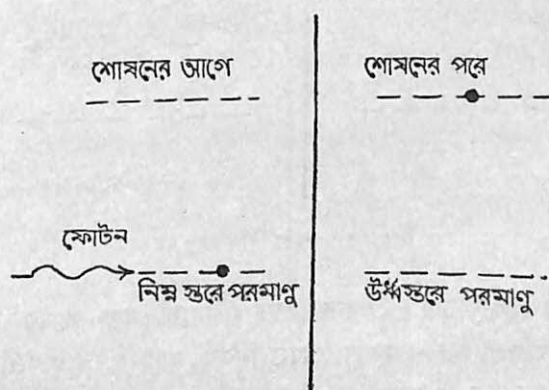 শোষনের আগে
শোষনের পরে
ফোটন
নিম্ন স্তরে পরমাণু
উর্ধ্বস্তরে পরমাণু